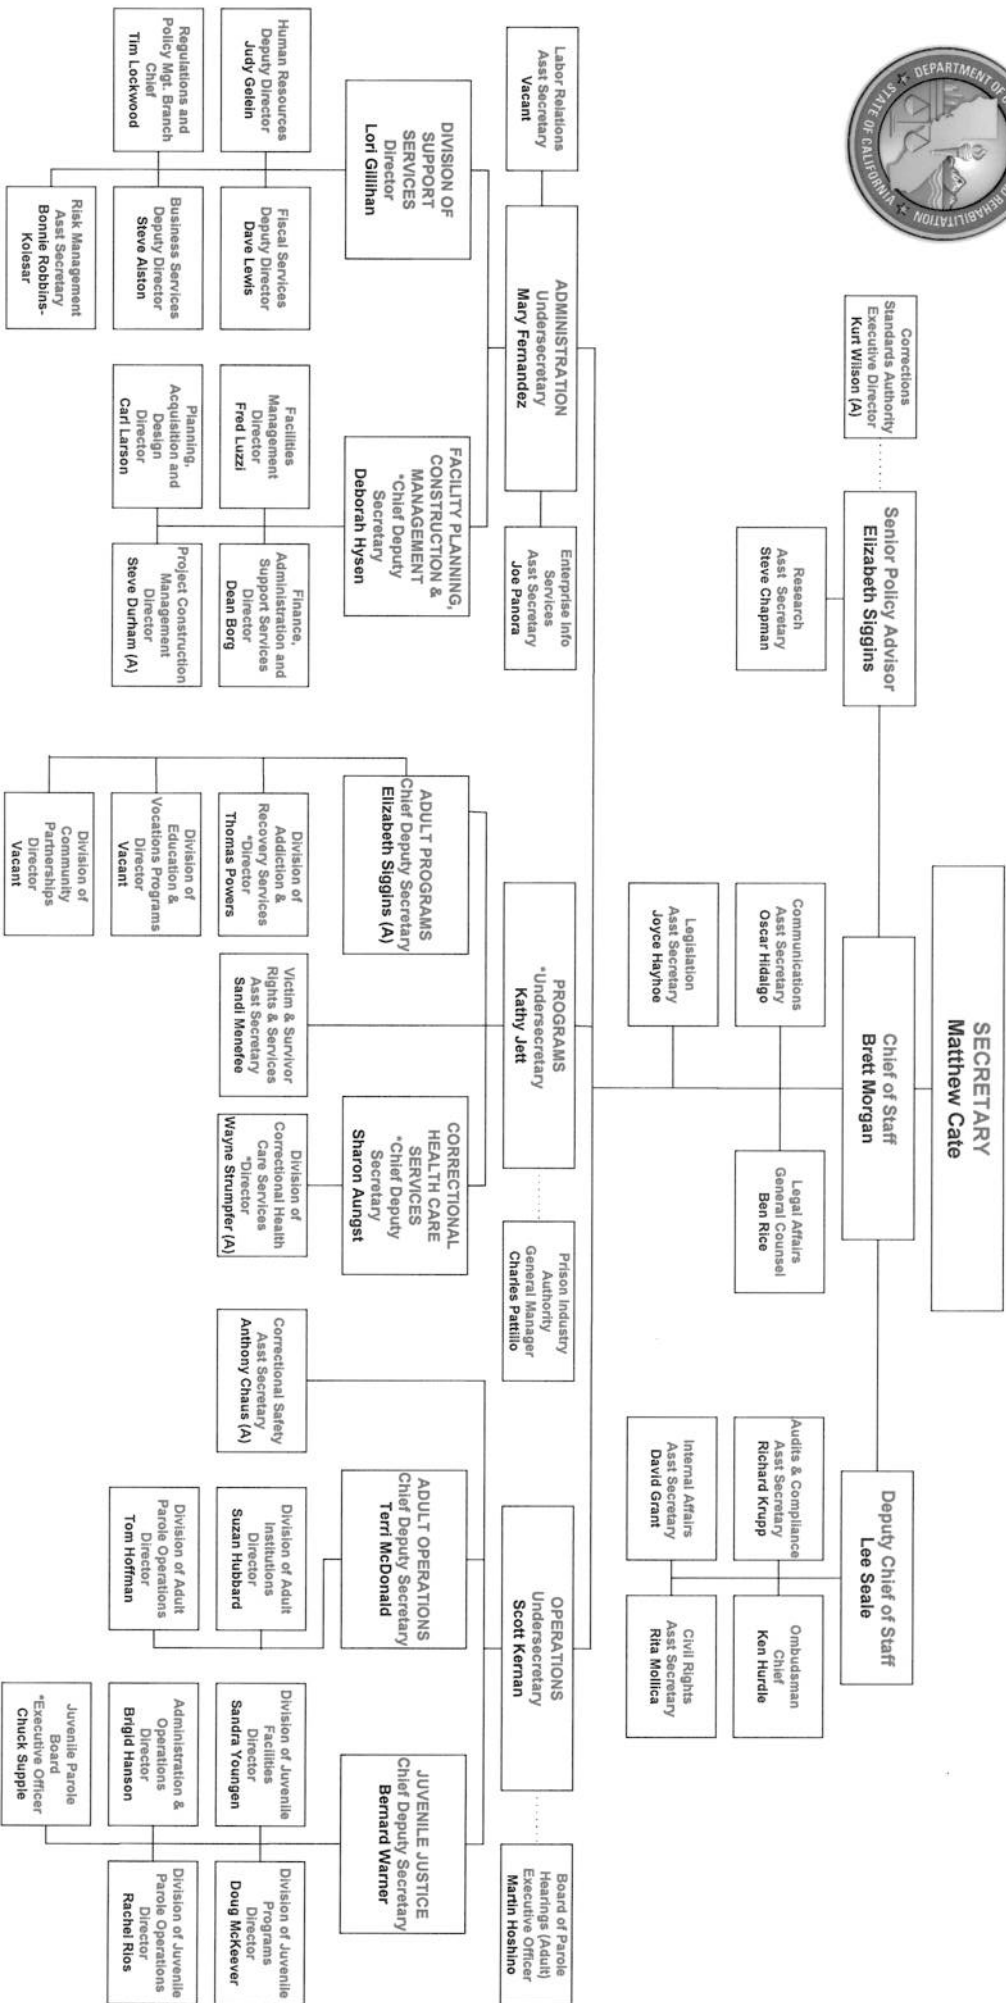 DEPARTMENT OF
REHABILITATION
STATE OF CALIFORNIA
SECRETARY
Matthew Cate
Chief of Staff
Brett Morgan
Senior Policy Advisor
Elizabeth Siggins
Deputy Chief of Staff
Lee Seale
Corrections
Standards Authority
Executive Director
Kurt Wilson (A)
Research
Asst Secretary
Steve Chapman
Communications
Asst Secretary
Oscar Hidalgo
Legal Affairs
General Counsel
Ben Rice
Legislation
Asst Secretary
Joyce Hayhoe
Audits & Compliance
Asst Secretary
Richard Krupp
Ombudsman
Chief
Ken Hurdle
Internal Affairs
Asst Secretary
David Grant
Civil Rights
Asst Secretary
Rita Mollica
Labor Relations
Asst Secretary
Vacant
ADMINISTRATION
Undersecretary
Mary Fernandez
Enterprise Info
Services
Asst Secretary
Joe Panora
PROGRAMS
*Undersecretary
Kathy Jett
Prison Industry
Authority
General Manager
Charles Pattillo
OPERATIONS
Undersecretary
Scott Kernan
Board of Parole
Hearings (Adult)
Executive Officer
Martin Hoshino
DIVISION OF
SUPPORT
SERVICES
Director
Lori Gillihan
FACILITY PLANNING,
CONSTRUCTION &
MANAGEMENT
*Chief Deputy
Secretary
Deborah Hysen
ADULT PROGRAMS
Chief Deputy Secretary
Elizabeth Siggins (A)
CORRECTIONAL
HEALTH CARE
SERVICES
*Chief Deputy
Secretary
Sharon Aungst
ADULT OPERATIONS
Chief Deputy Secretary
Terri McDonald
JUVENILE JUSTICE
Chief Deputy Secretary
Bernard Warner
Human Resources
Deputy Director
Judy Gelein
Fiscal Services
Deputy Director
Dave Lewis
Facilities
Management
Director
Fred Luzzi
Finance,
Administration and
Support Services
Director
Dean Borg
Division of
Addiction &
Recovery Services
*Director
Thomas Powers
Victim & Survivor
Rights & Services
Asst Secretary
Sandi Menefee
Division of
Correctional Health
Care Services
*Director
Wayne Strumpfer (A)
Correctional Safety
Asst Secretary
Anthony Chaus (A)
Division of Adult
Institutions
Director
Suzan Hubbard
Division of Juvenile
Facilities
Director
Sandra Youngen
Division of Juvenile
Programs
Director
Doug McKeever
Regulations and
Policy Mgt. Branch
Chief
Tim Lockwood
Business Services
Deputy Director
Steve Alston
Planning,
Acquisition and
Design
Director
Carl Larson
Project Construction
Management
Director
Steve Durham (A)
Division of
Education &
Vocations Programs
Director
Vacant
Division of Adult
Parole Operations
Director
Tom Hoffman
Administration &
Operations
Director
Brigid Hanson
Division of Juvenile
Parole Operations
Director
Rachel Rios
Risk Management
Asst Secretary
Bonnie Robbins-
Kolesar
Division of
Community
Partnerships
Director
Vacant
Juvenile Parole
Board
*Executive Officer
Chuck Supple